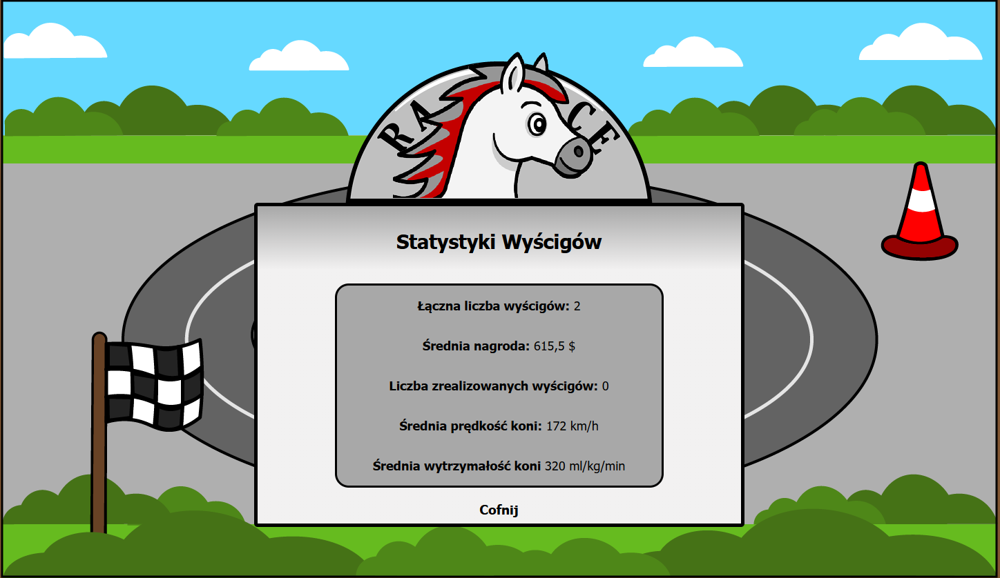 RA CE
Statystyki Wyścigów
Łączna liczba wyścigów: 2
Średnia nagroda: 615,5 $
Liczba zrealizowanych wyścigów: 0
Średnia prędkość koni: 172 km/h
Średnia wytrzymałość koni 320 ml/kg/min
Cofnij